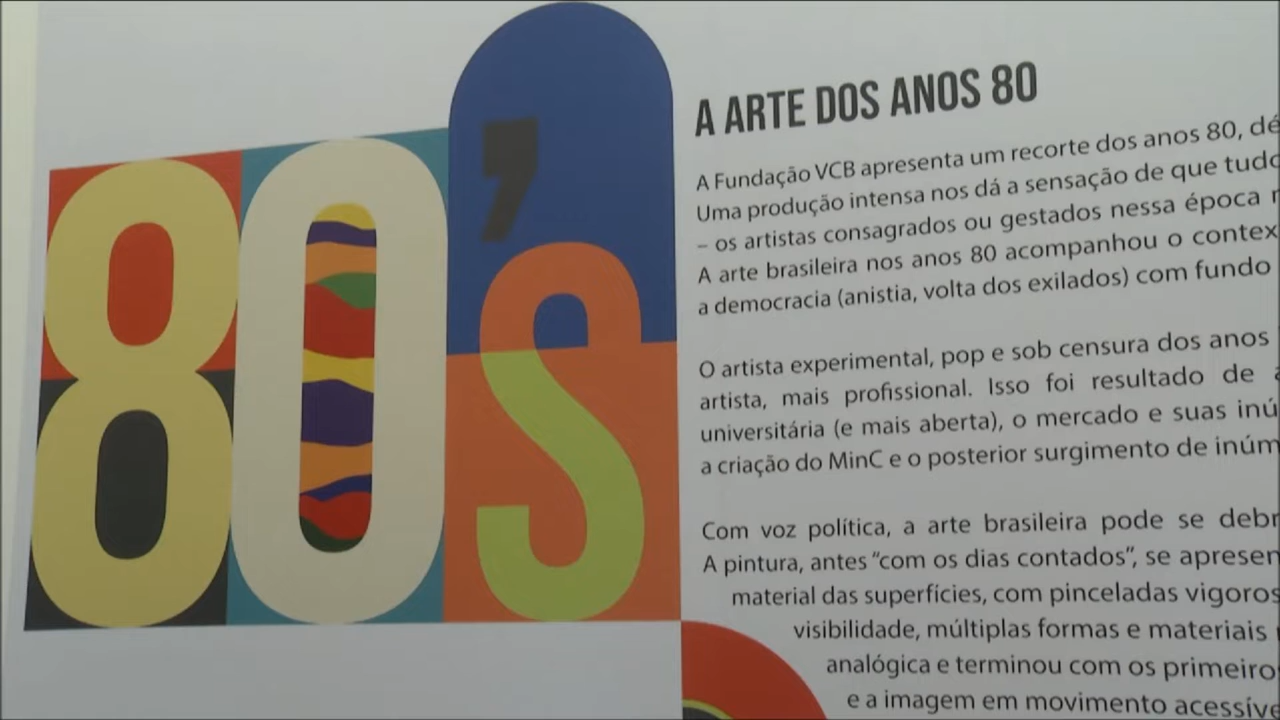 80's
A ARTE DOS ANOS 80
A Fundação VCB apresenta um recorte dos anos 80,
Uma produção intensa nos dá a sensação de que
– os artistas consagrados ou gestados nessa época
A arte brasileira nos anos 80 acompanhou o
a democracia (anistia, volta dos exilados) com fundo
O artista experimental, pop e sob censura dos anos
artista, mais profissional. Isso foi resultado de
universitária (e mais aberta), o mercado e suas
a criação do MinC e o posterior surgimento de
Com voz política, a arte brasileira pode se
A pintura, antes “com os dias contados”, se
material das superfícies, com pinceladas
visibilidade, múltiplas formas e materiais
analógica e terminou com os
e a imagem em movimento